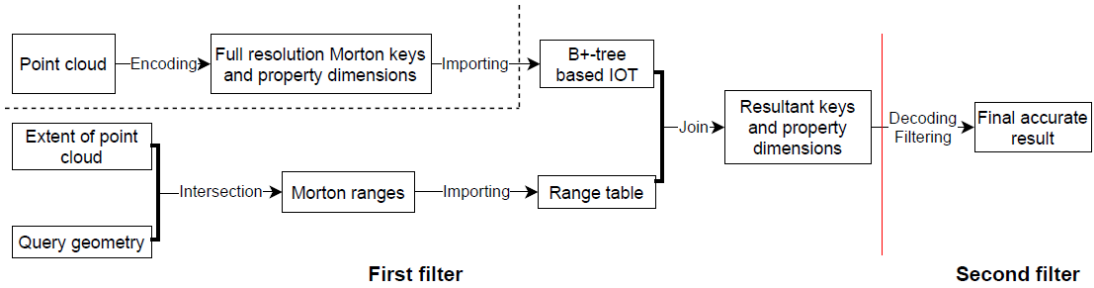 Point cloud
Encoding
Full resolution Morton keys
and property dimensions
Importing
B+-tree
based IOT
Extent of point
cloud
Query geometry
Intersection
Morton ranges
Importing
Range table
Join
Resultant keys
and property
dimensions
Decoding
Filtering
Final accurate
result
First filter
Second filter